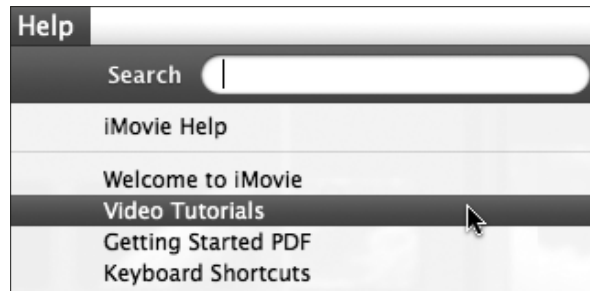 Help
Search
iMovie Help
Welcome to iMovie
Video Tutorials
Getting Started PDF
Keyboard Shortcuts